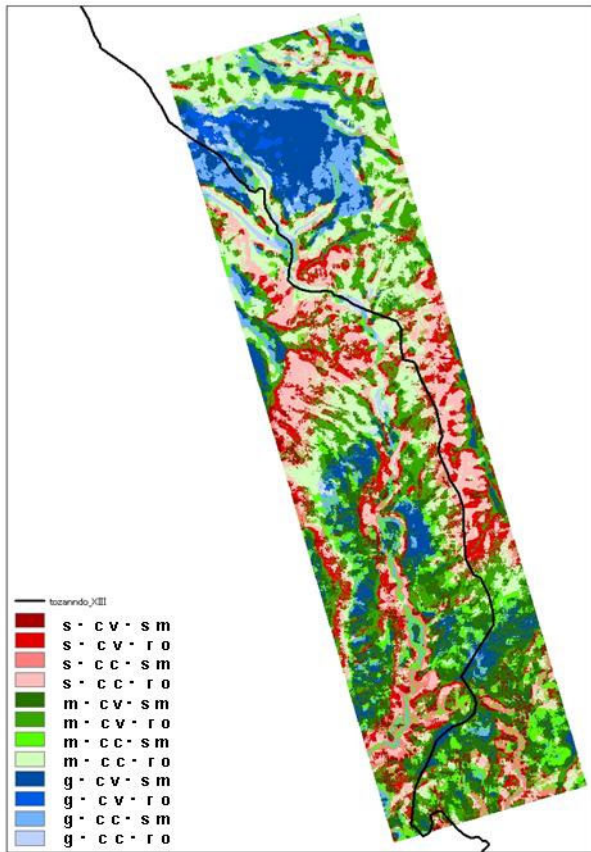 tozanndo_XIII
s-cv-sm
s-cv-ro
s-cc-sm
s-cc-ro
m-cv-sm
m-cv-ro
m-cc-sm
m-cc-ro
g-cv-sm
g-cv-ro
g-cc-sm
g-cc-ro